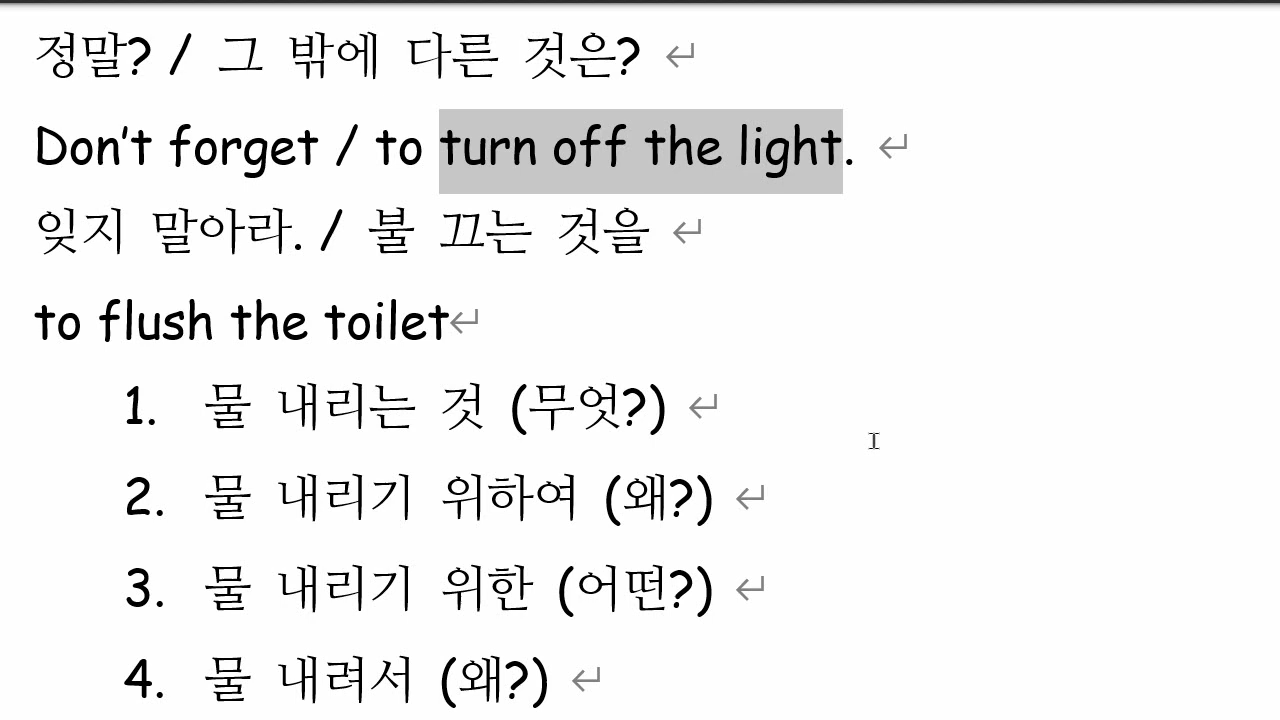 정말? / 그 밖에 다른 것은?
Don't forget / to turn off the light.
잊지 말아라. / 불 끄는 것을
to flush the toilet
1. 물 내리는 것 (무엇?)
2. 물 내리기 위하여 (왜?)
3. 물 내리기 위한 (어떤?)
4. 물 내려서 (왜?)